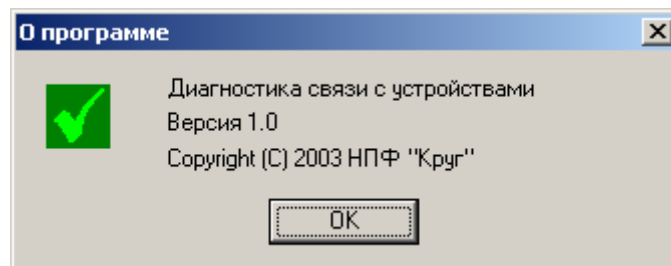 О программе
Диагностика связи с устройствами
Версия 1.0
Copyright (C) 2003 НПФ "Круг"
OK